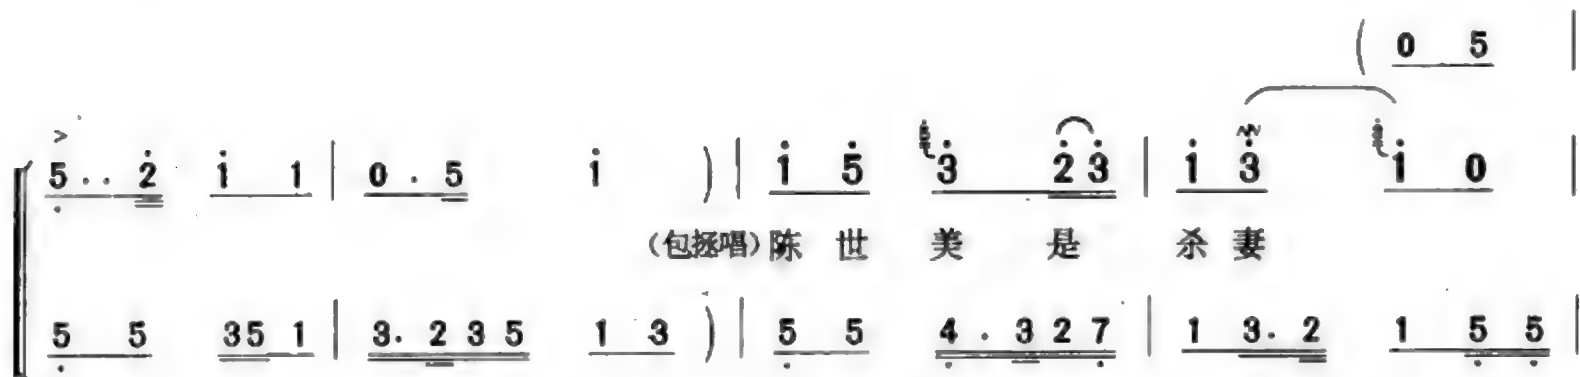 ( 0 5 |
5 . . 2 i 1 | 0 . 5 i ) | i 5 3 2 3 | i 3 i 0 |
(包拯唱)陈 世 美 是 杀 妻
5 5 35 1 | 3. 2 3 5 1 3 ) | 5 5 4 . 3 2 7 | 1 3. 2 1 5 5 |